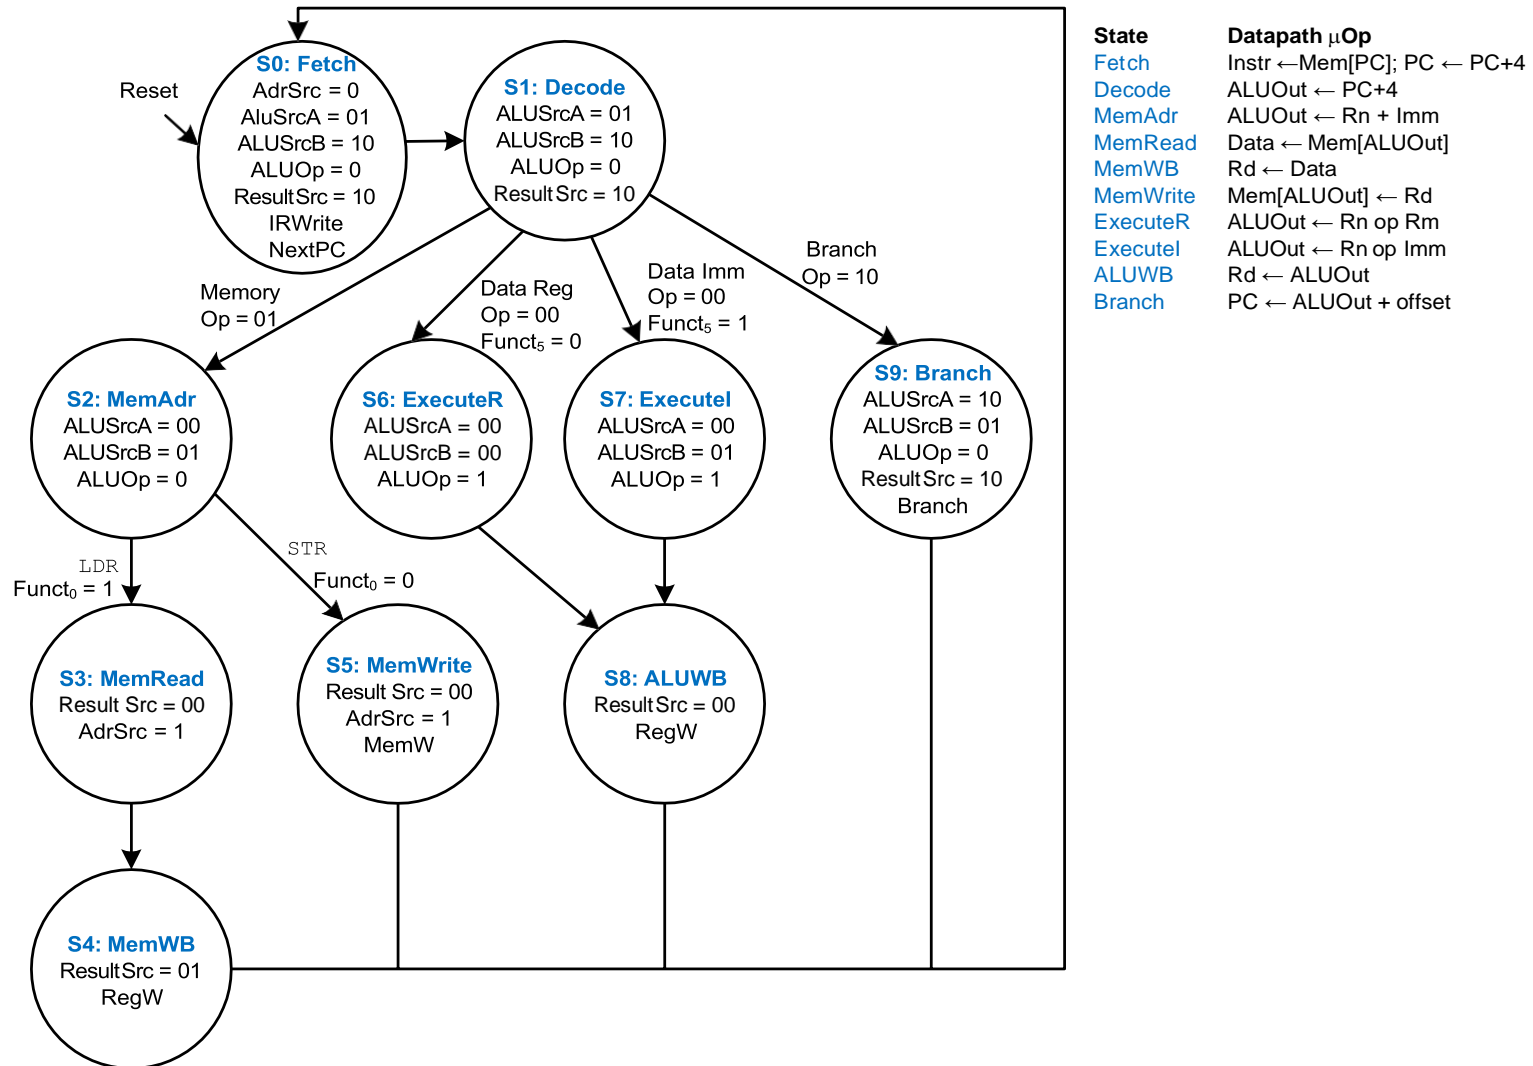 Reset
S0: Fetch
AdrSrc = 0
AluSrcA = 01
ALUSrcB = 10
ALUOp = 0
ResultSrc = 10
IRWrite
NextPC
S1: Decode
ALUSrcA = 01
ALUSrcB = 10
ALUOp = 0
ResultSrc = 10
Memory
Op = 01
Data Reg
Op = 00
Funct₅ = 0
Data Imm
Op = 00
Funct₅ = 1
Branch
Op = 10
S2: MemAdr
ALUSrcA = 00
ALUSrcB = 01
ALUOp = 0
S6: ExecuteR
ALUSrcA = 00
ALUSrcB = 00
ALUOp = 1
S7: ExecuteI
ALUSrcA = 00
ALUSrcB = 01
ALUOp = 1
S9: Branch
ALUSrcA = 10
ALUSrcB = 01
ALUOp = 0
ResultSrc = 10
Branch
LDR
Funct₀ = 1
STR
Funct₀ = 0
S3: MemRead
Result Src = 00
AdrSrc = 1
S5: MemWrite
Result Src = 00
AdrSrc = 1
MemW
S8: ALUWB
ResultSrc = 00
RegW
S4: MemWB
ResultSrc = 01
RegW
State Datapath µOp
Fetch Instr ←Mem[PC]; PC ← PC+4
Decode ALUOut ← PC+4
MemAdr ALUOut ← Rn + Imm
MemRead Data ← Mem[ALUOut]
MemWB Rd ← Data
MemWrite Mem[ALUOut] ← Rd
ExecuteR ALUOut ← Rn op Rm
ExecuteI ALUOut ← Rn op Imm
ALUWB Rd ← ALUOut
Branch PC ← ALUOut + offset